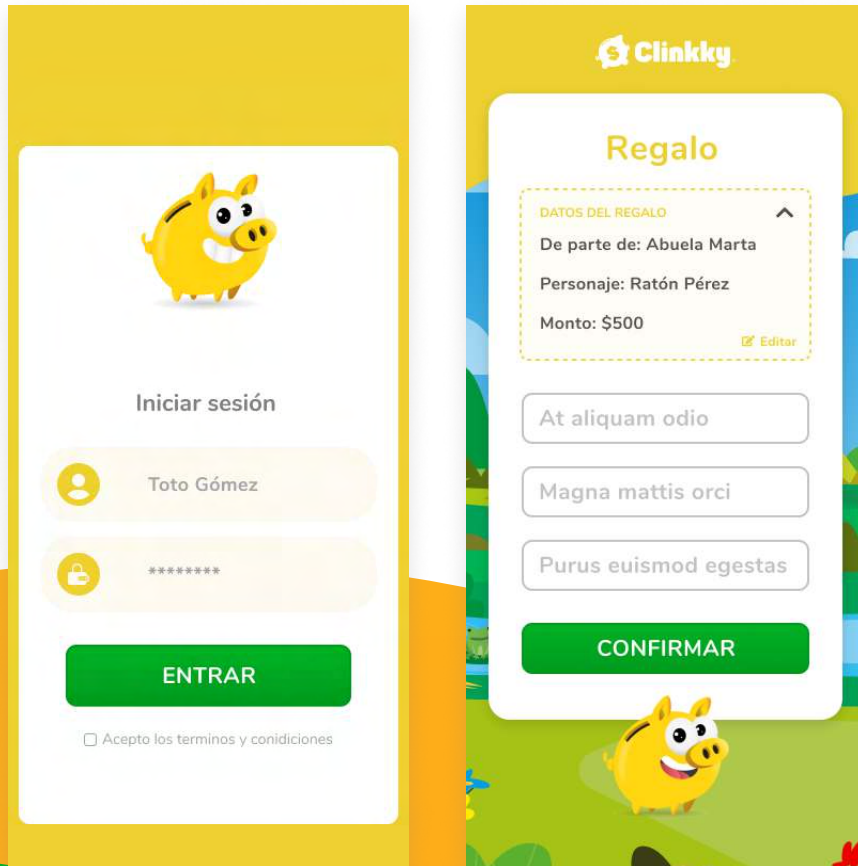 Iniciar sesión
Toto Gómez
********
ENTRAR
Acepto los terminos y conidiciones
$ Clinkky
Regalo
DATOS DEL REGALO
De parte de: Abuela Marta
Personaje: Ratón Pérez
Monto: $500
Editar
At aliquam odio
Magna mattis orci
Purus euismod egestas
CONFIRMAR